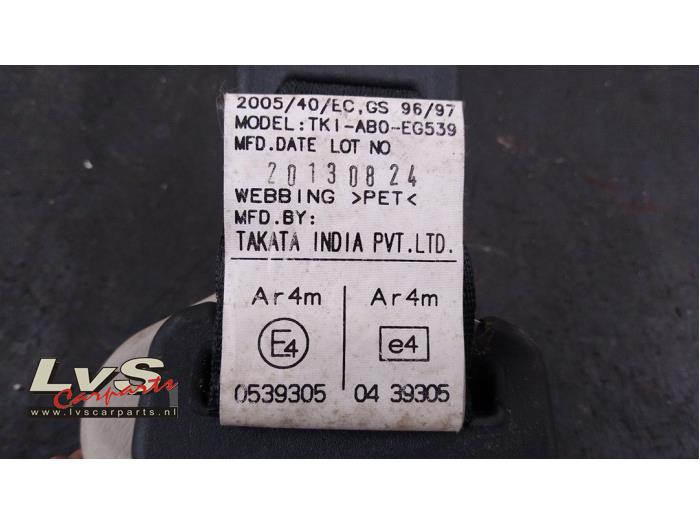 2005/40/EC,GS 96/97
MODEL:TKI-AB0-EG539
MFD.DATE LOT NO
20130824
WEBBING >PET<
MFD.BY:
TAKATA INDIA PVT.LTD.
Ar4m Ar4m
E4 e4
0539305 04 39305
LvS
Carparts
www.lvscarparts.nl